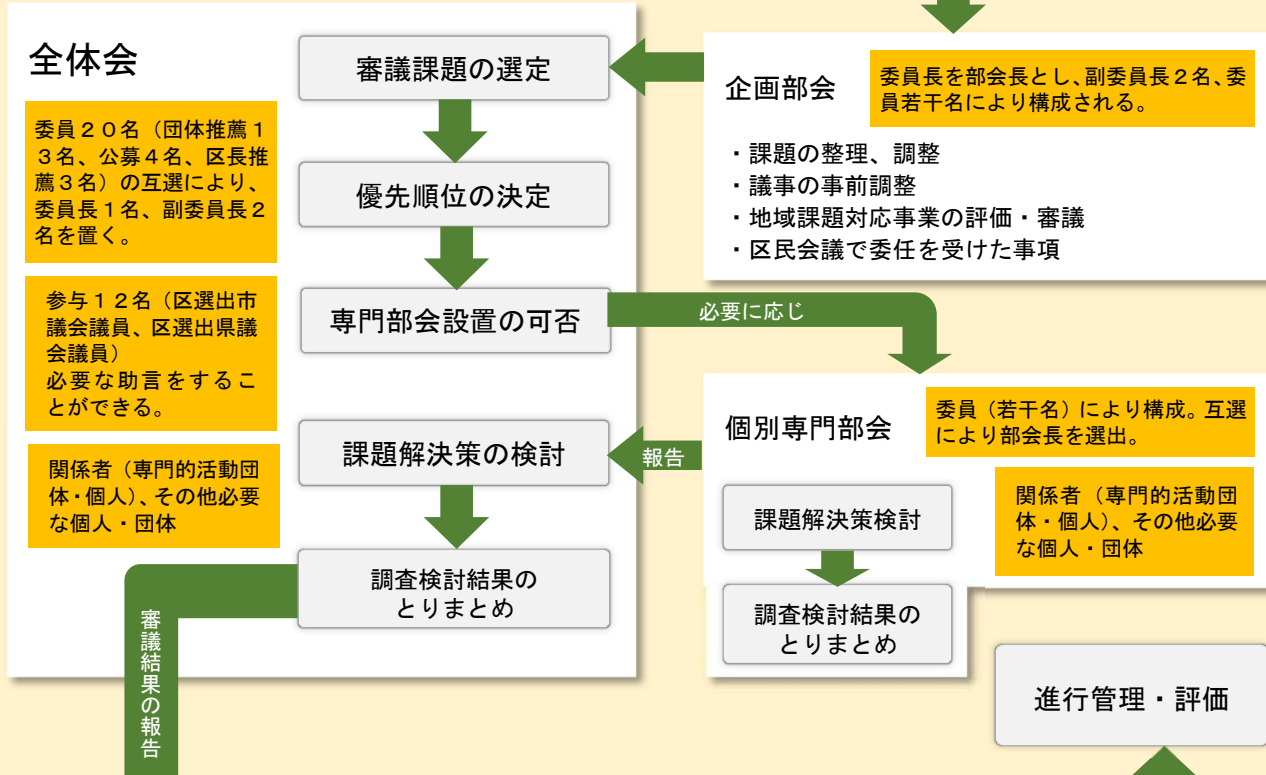 全体会
委員２０名（団体推薦１
３名、公募４名、区長推
薦３名）の互選により、
委員長１名、副委員長２
名を置く。
参与１２名（区選出市
議会議員、区選出県議
会議員）
必要な助言をするこ
とができる。
関係者（専門的活動団
体・個人）、その他必要
な個人・団体
審議課題の選定
優先順位の決定
専門部会設置の可否
課題解決策の検討
調査検討結果の
とりまとめ
審議結果の報告
企画部会
委員長を部会長とし、副委員長２名、委
員若干名により構成される。
・課題の整理、調整
・議事の事前調整
・地域課題対応事業の評価・審議
・区民会議で委任を受けた事項
必要に応じ
報告
個別専門部会
委員（若干名）により構成。互選
により部会長を選出。
関係者（専門的活動団
体・個人）、その他必要
な個人・団体
課題解決策検討
調査検討結果の
とりまとめ
進行管理・評価